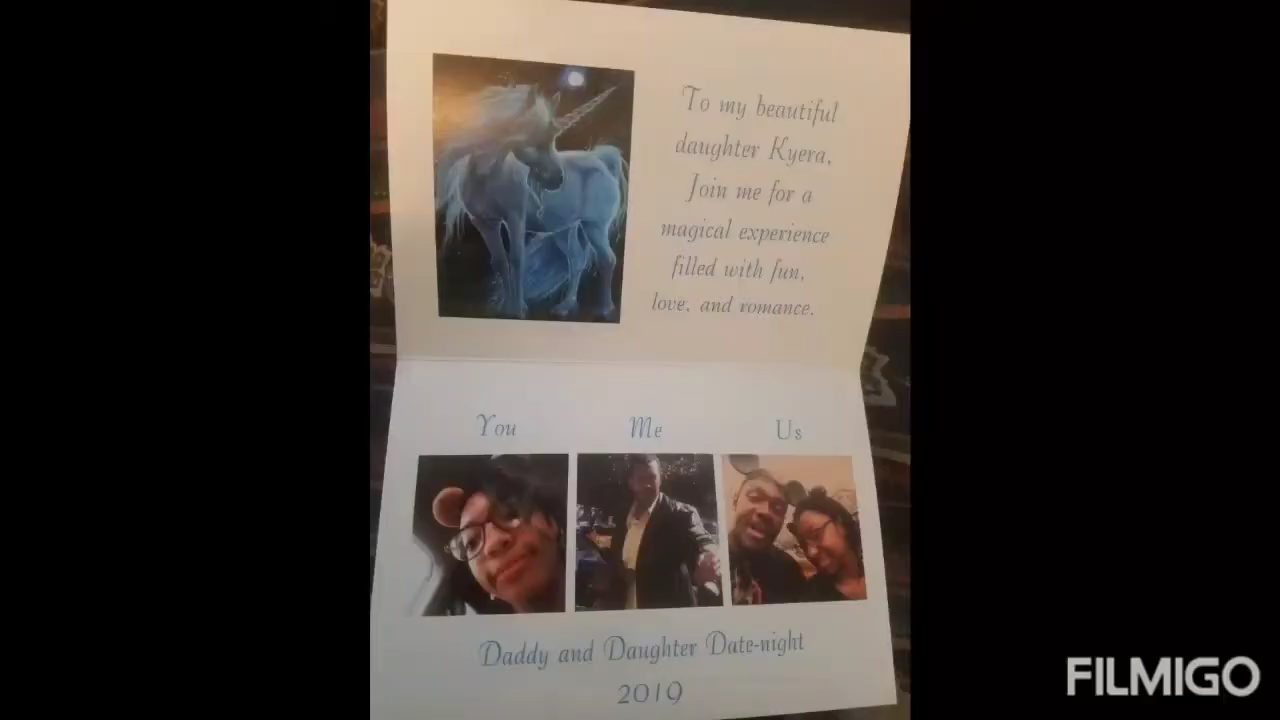 To my beautiful
daughter Kyera,
Join me for a
magical experience
filled with fun,
love, and romance.
You
Me
Us
Daddy and Daughter Date-night
2019
FILMIGO